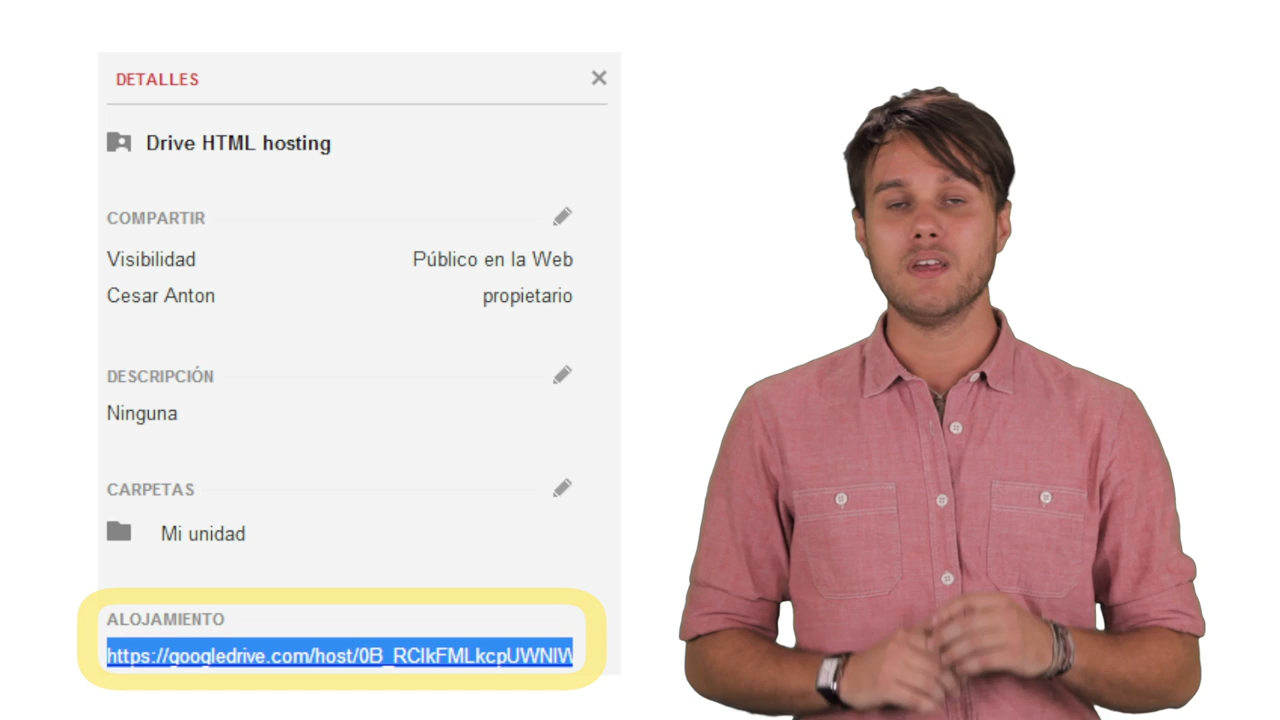 DETALLES
Drive HTML hosting
COMPARTIR
Visibilidad Público en la Web
Cesar Anton propietario
DESCRIPCIÓN
Ninguna
CARPETAS
Mi unidad
ALOJAMIENTO
https://googledrive.com/host/0B_RClkFMLkcpUWNlW